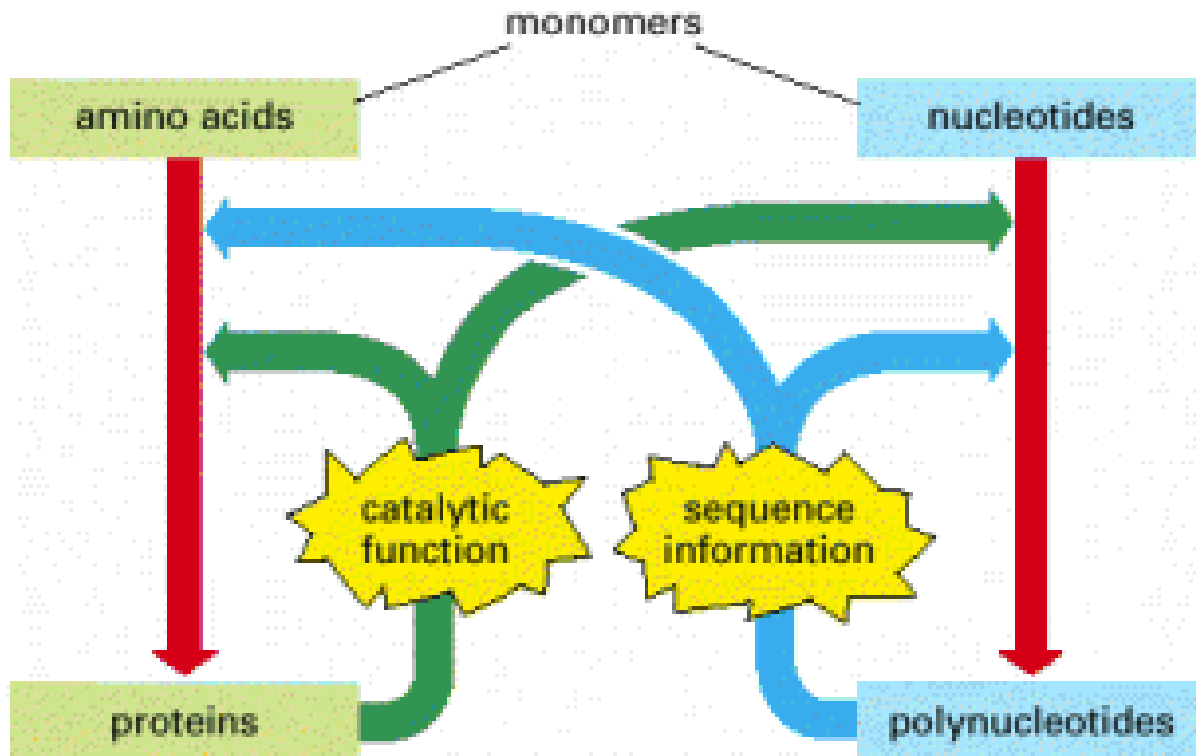 monomers
amino acids
nucleotides
catalytic
function
sequence
information
proteins
polynucleotides